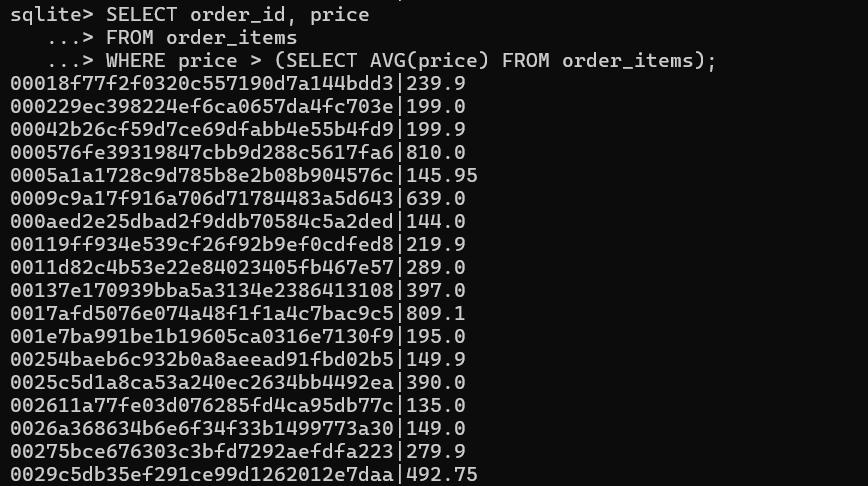 sqlite> SELECT order_id, price
   ...> FROM order_items
   ...> WHERE price > (SELECT AVG(price) FROM order_items);
00018f77f2f0320c557190d7a144bdd3|239.9
000229ec398224ef6ca0657da4fc703e|199.0
00042b26cf59d7ce69dfabb4e55b4fd9|199.9
000576fe39319847cbb9d288c5617fa6|810.0
0005a1a1728c9d785b8e2b08b904576c|145.95
0009c9a17f916a706d71784483a5d643|639.0
000aed2e25dbad2f9ddb70584c5a2ded|144.0
00119ff934e539cf26f92b9ef0cdfed8|219.9
0011d82c4b53e22e84023405fb467e57|289.0
00137e170939bba5a3134e2386413108|397.0
0017afd5076e074a48f1f1a4c7bac9c5|809.1
001e7ba991be1b19605ca0316e7130f9|195.0
00254baeb6c932b0a8aeead91fbd02b5|149.9
0025c5d1a8ca53a240ec2634bb4492ea|390.0
002611a77fe03d076285fd4ca95db77c|135.0
0026a368634b6e6f34f33b1499773a30|149.0
00275bce676303c3bfd7292aefdfa223|279.9
0029c5db35ef291ce99d1262012e7daa|492.75